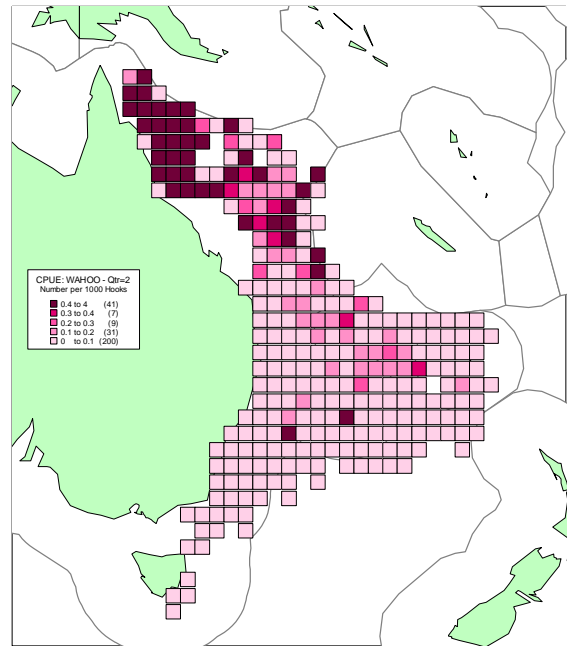 CPUE: WAHOO - Qtr=2
Number per 1000 Hooks
0.4 to 4 (41)
0.3 to 0.4 (7)
0.2 to 0.3 (9)
0.1 to 0.2 (31)
0 to 0.1 (200)